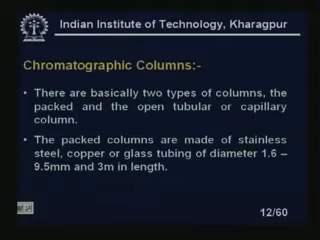 Indian Institute of Technology, Kharagpur
Chromatographic Columns:-
• There are basically two types of columns, the
packed and the open tubular or capillary
column.
• The packed columns are made of stainless
steel, copper or glass tubing of diameter 1.6 –
9.5mm and 3m in length.
12/60